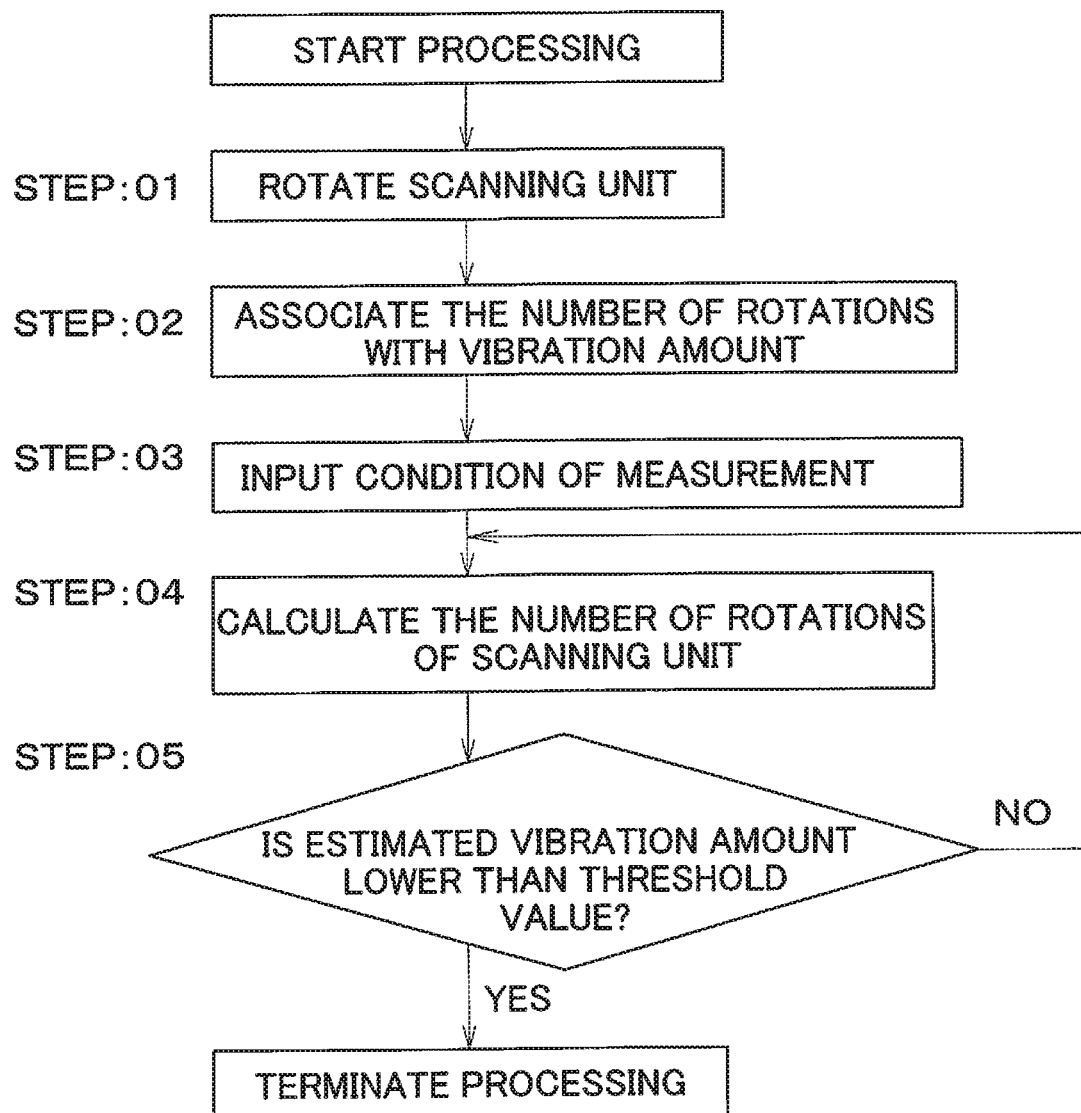 START PROCESSING
STEP:01
ROTATE SCANNING UNIT
STEP:02
ASSOCIATE THE NUMBER OF ROTATIONS
WITH VIBRATION AMOUNT
STEP:03
INPUT CONDITION OF MEASUREMENT
STEP:04
CALCULATE THE NUMBER OF ROTATIONS
OF SCANNING UNIT
STEP:05
IS ESTIMATED VIBRATION AMOUNT
LOWER THAN THRESHOLD
VALUE?
NO
YES
TERMINATE PROCESSING